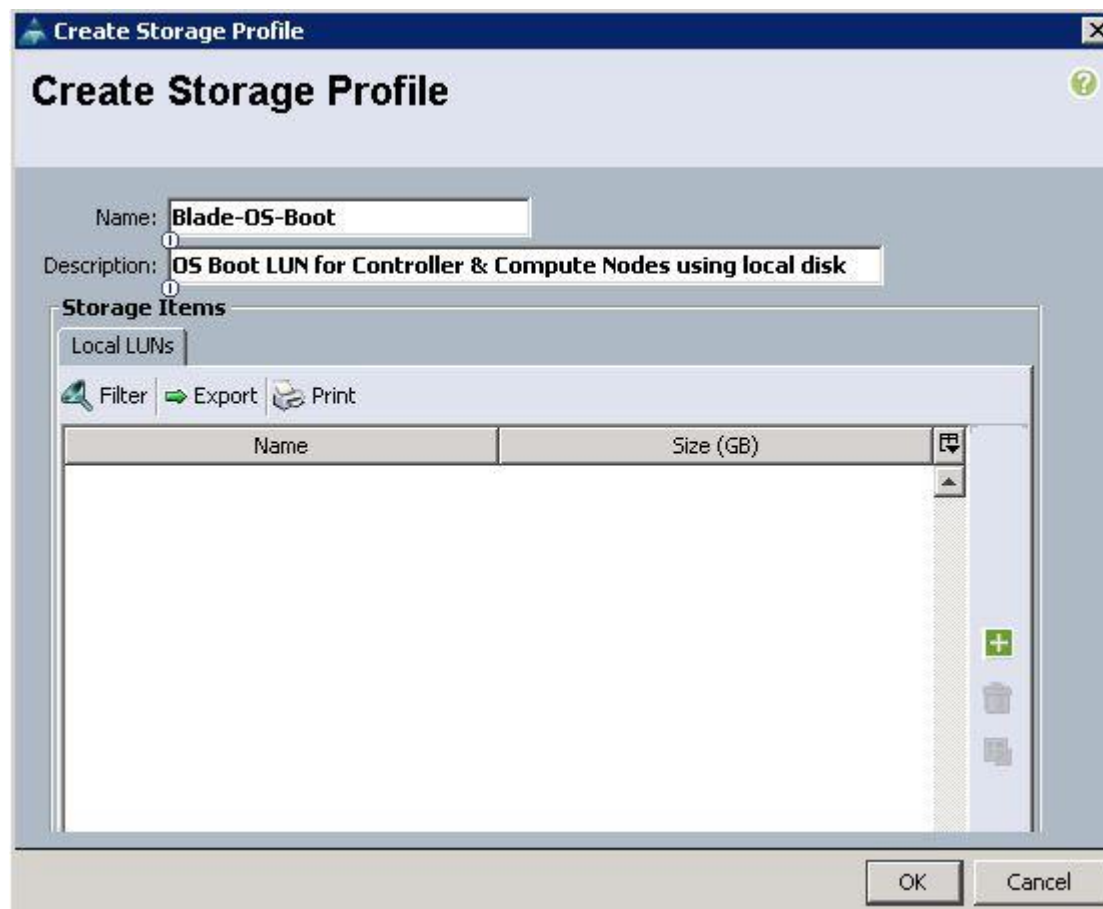 Create Storage Profile
Create Storage Profile
Name: Blade-OS-Boot
Description: OS Boot LUN for Controller & Compute Nodes using local disk
Storage Items
Local LUNs
Filter Export Print
Name Size (GB)
OK Cancel